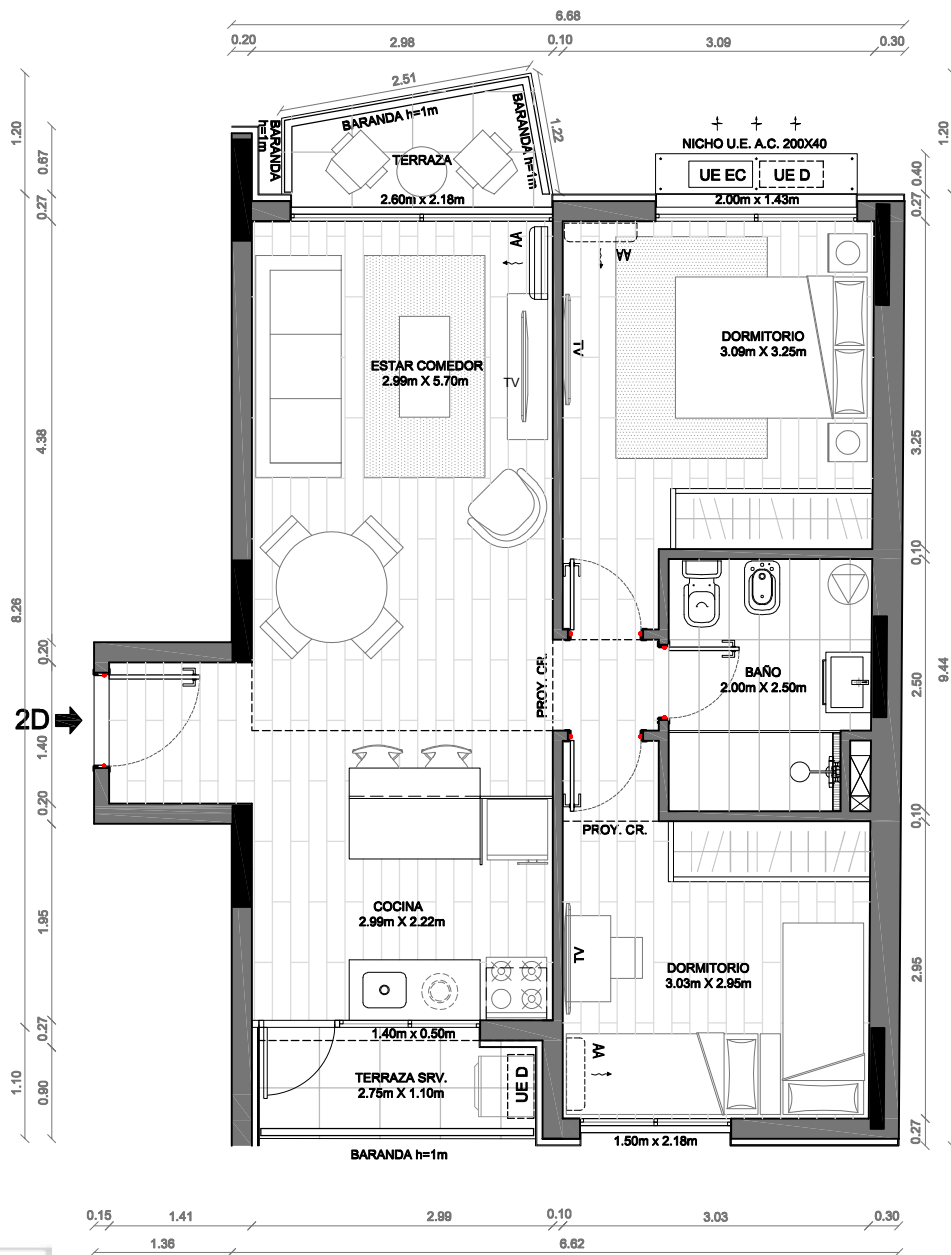 6.68
0.20
2.98
0.10
3.09
0.30
2.51
1.22
BARANDA h=1m
BARANDA h=1m
BARANDA h=1m
TERRAZA
2.60m x 2.18m
NICHO U.E. A.C. 200X40
UE EC
UE D
2.00m x 1.43m
1.20
0.67
0.27
1.20
0.40
0.27
AA
AA
ESTAR COMEDOR
2.99m X 5.70m
TV
TV
DORMITORIO
3.09m X 3.25m
4.38
3.25
8.26
0.20
0.10
9.44
2D
1.40
PROY. CR.
BAÑO
2.00m X 2.50m
2.50
0.20
0.10
PROY. CR.
COCINA
2.99m X 2.22m
1.95
TV
DORMITORIO
3.03m X 2.95m
2.95
0.27
1.40m x 0.50m
AA
TERRAZA SRV.
2.75m X 1.10m
UE D
1.10
0.90
0.27
1.50m x 2.18m
BARANDA h=1m
0.15
1.41
2.99
0.10
3.03
0.30
1.36
6.62